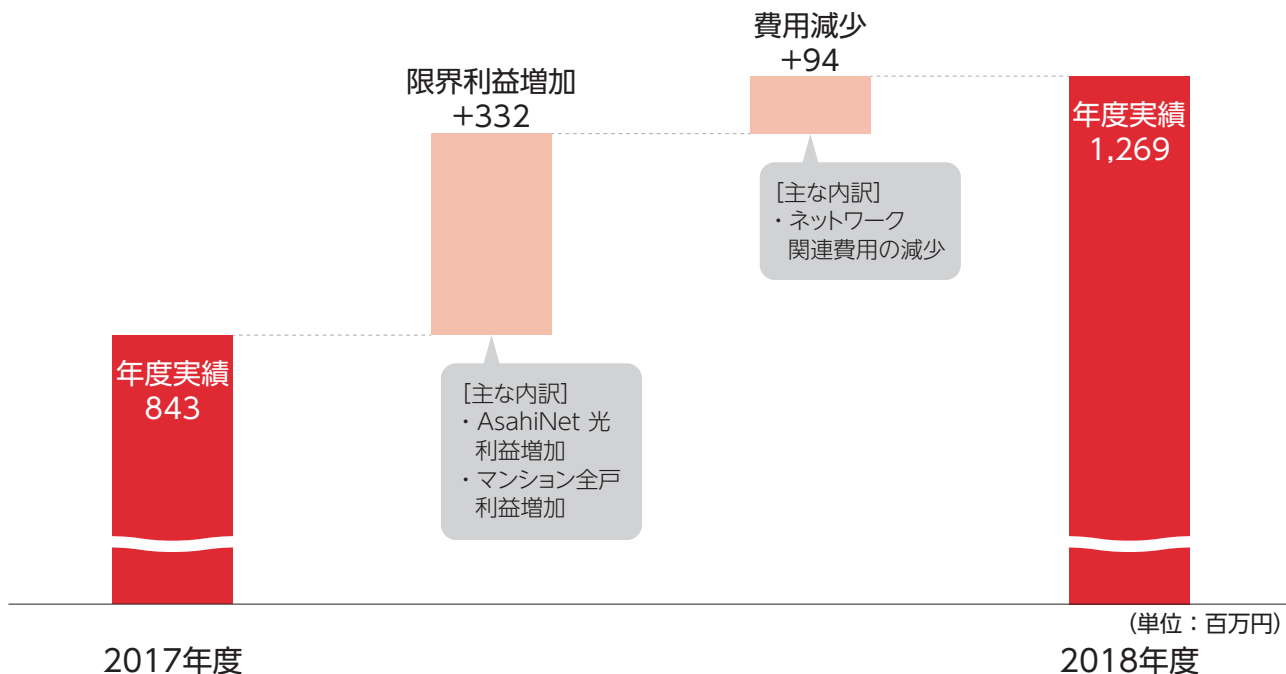 費用減少
+94
限界利益増加
+332
年度実績
1,269
[主な内訳]
・ネットワーク
関連費用の減少
年度実績
843
[主な内訳]
・AsahiNet 光
利益増加
・マンション全戸
利益増加
(単位：百万円)
2017年度
2018年度